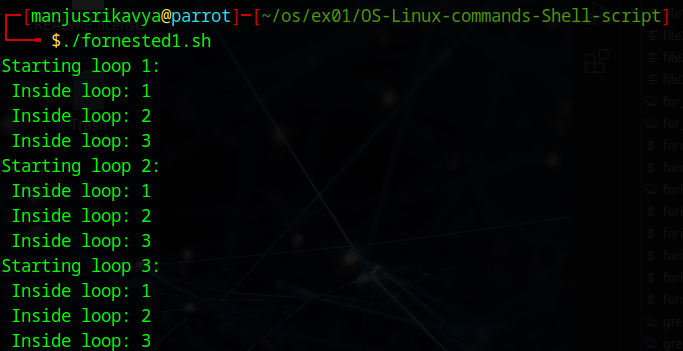 [manjusrikavya@parrot]─[~/os/ex01/OS-Linux-commands-Shell-script]
$./fornested1.sh
Starting loop 1:
Inside loop: 1
Inside loop: 2
Inside loop: 3
Starting loop 2:
Inside loop: 1
Inside loop: 2
Inside loop: 3
Starting loop 3:
Inside loop: 1
Inside loop: 2
Inside loop: 3